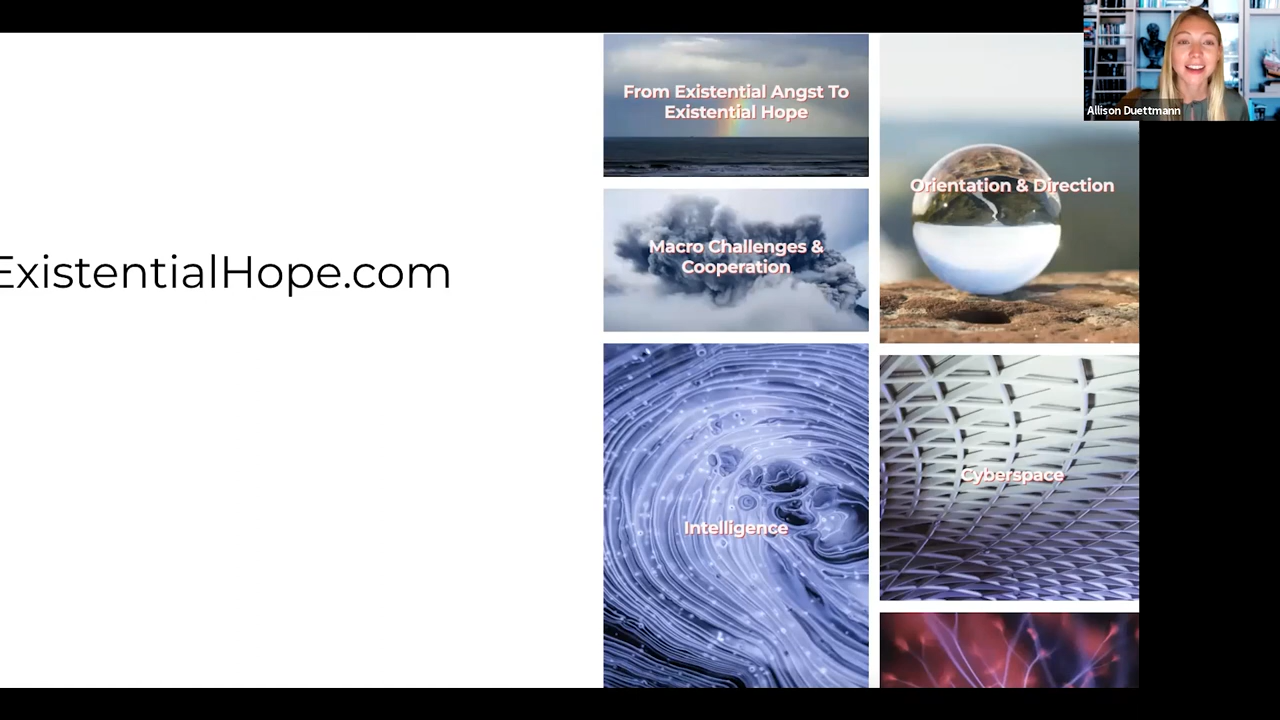 ExistentialHope.com
From Existential Angst To
Existential Hope
Macro Challenges &
Cooperation
Intelligence
Orientation & Direction
Cyberspace
Allison Duettmann